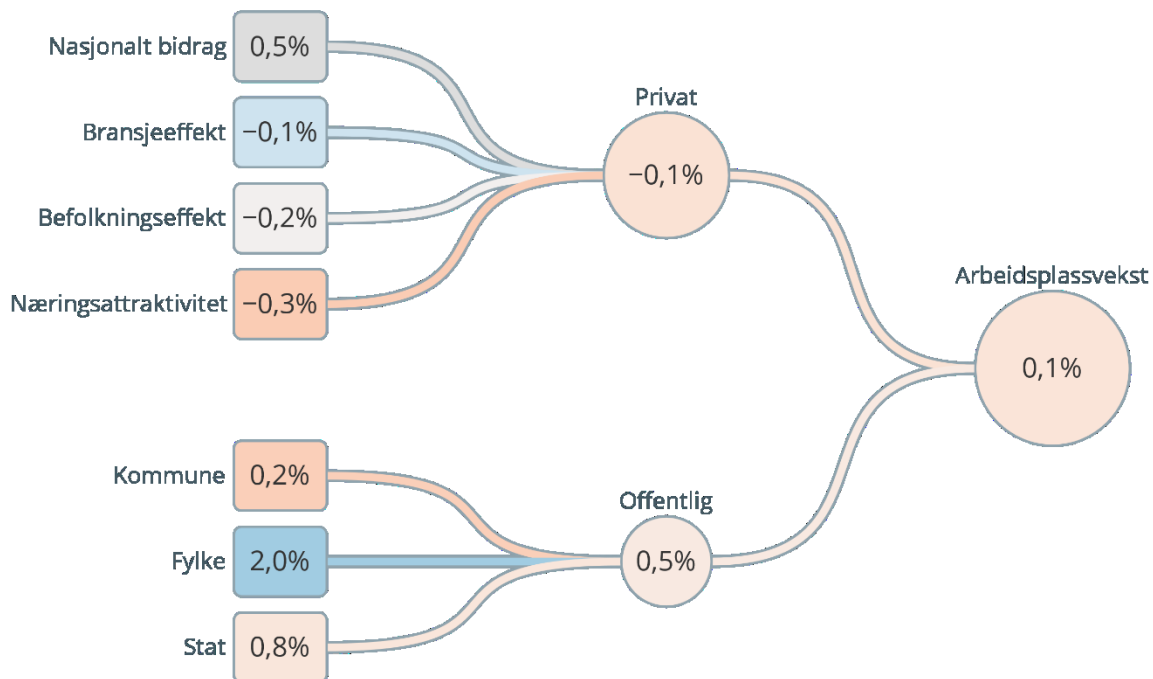 Nasjonalt bidrag 0,5%
Bransjeeffekt −0,1%
Befolkningseffekt −0,2%
Næringsattraktivitet −0,3%
Privat
−0,1%
Arbeidsplassvekst
0,1%
Kommune 0,2%
Fylke 2,0%
Stat 0,8%
Offentlig
0,5%